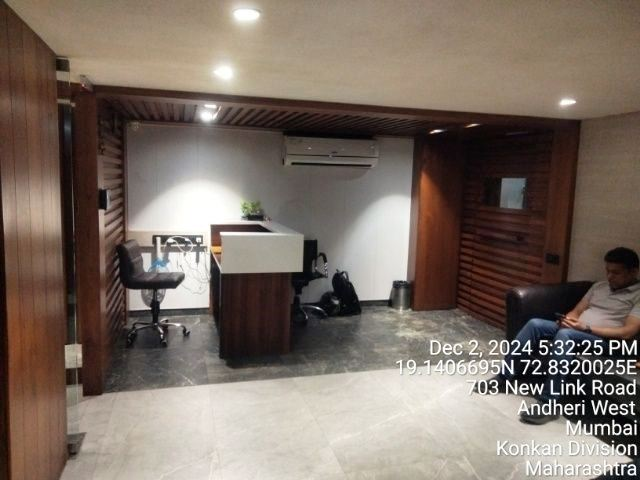 Dec 2, 2024 5:32:25 PM
19.1406695N 72.8320025E
703 New Link Road
Andheri West
Mumbai
Konkan Division
Maharashtra